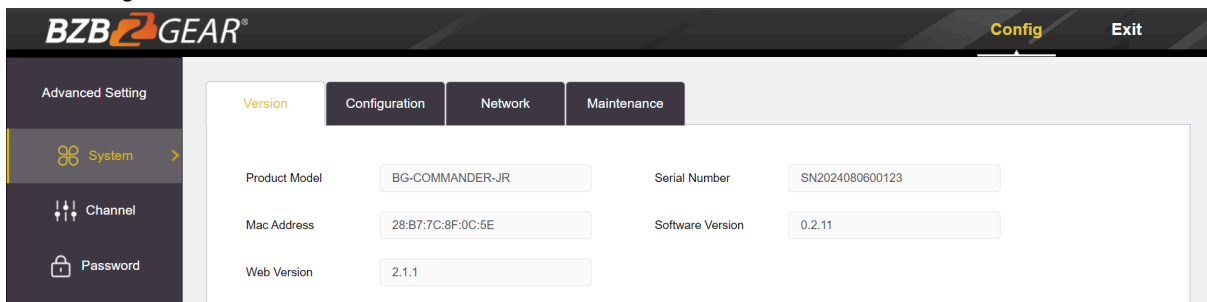 BZBGEAR®
Config
Exit
Advanced Setting
System
Channel
Password
Version
Configuration
Network
Maintenance
Product Model
BG-COMMANDER-JR
Serial Number
SN2024080600123
Mac Address
28:B7:7C:8F:0C:5E
Software Version
0.2.11
Web Version
2.1.1